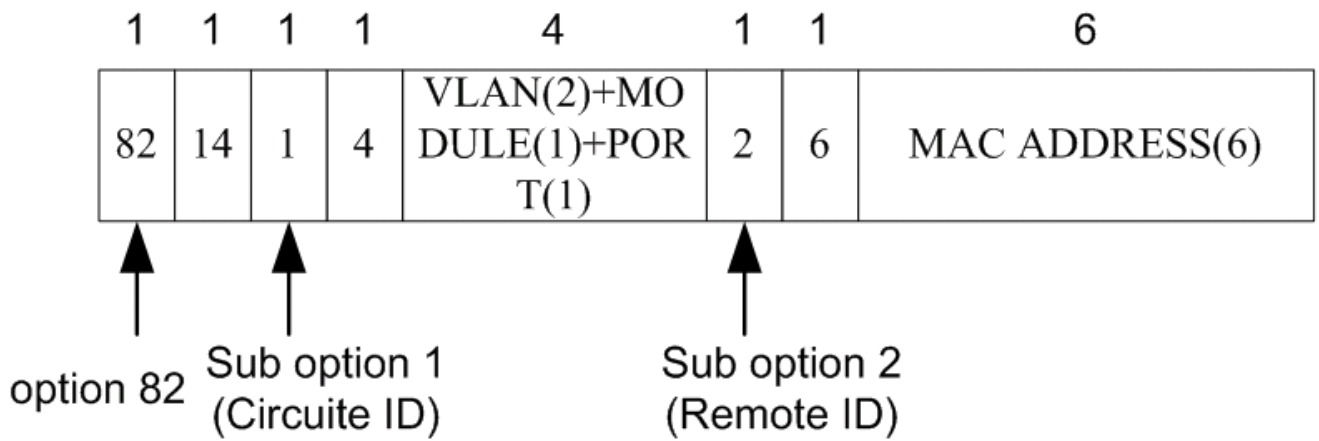 1 1 1 1 4 1 1 6
82 14 1 4 VLAN(2)+MO
DULE(1)+POR
T(1) 2 6 MAC ADDRESS(6)
option 82
Sub option 1
(Circuite ID)
Sub option 2
(Remote ID)